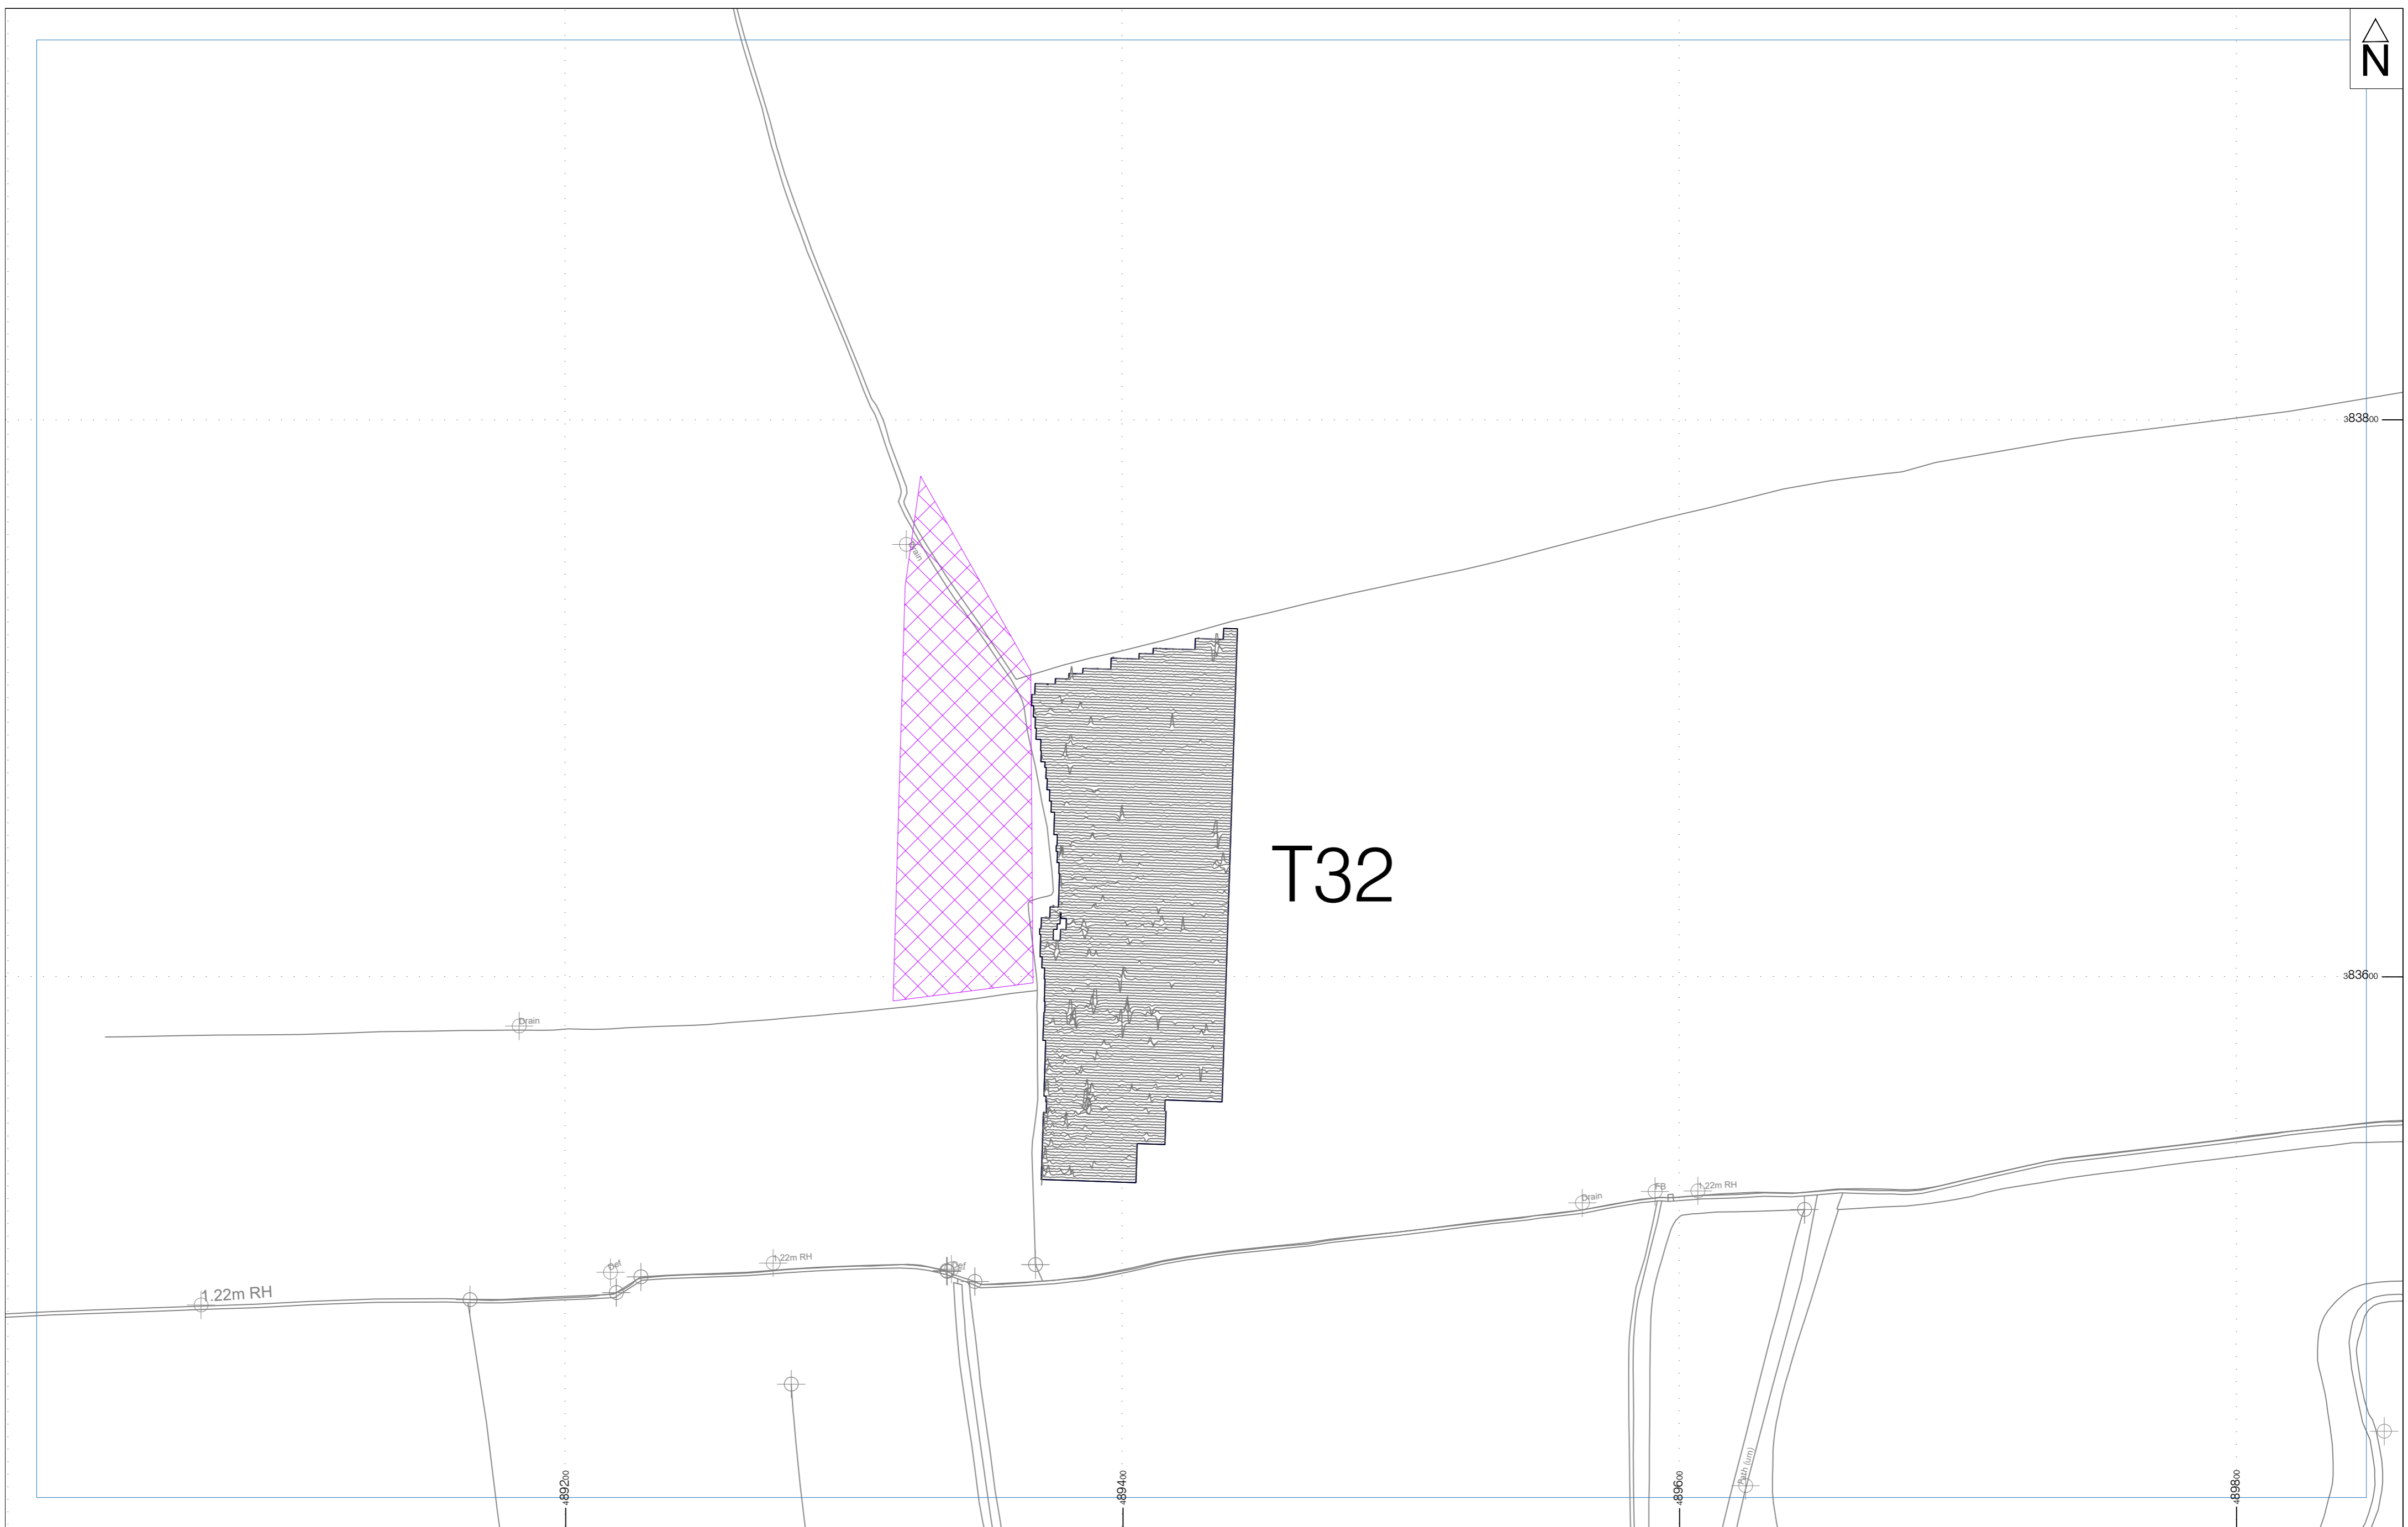 N
383800
Drain
T32
383600
Drain
FB
1.22m RH
Drain
Def
1.22m RH
Def
1.22m RH
Path (um)
489200
489400
489600
489800